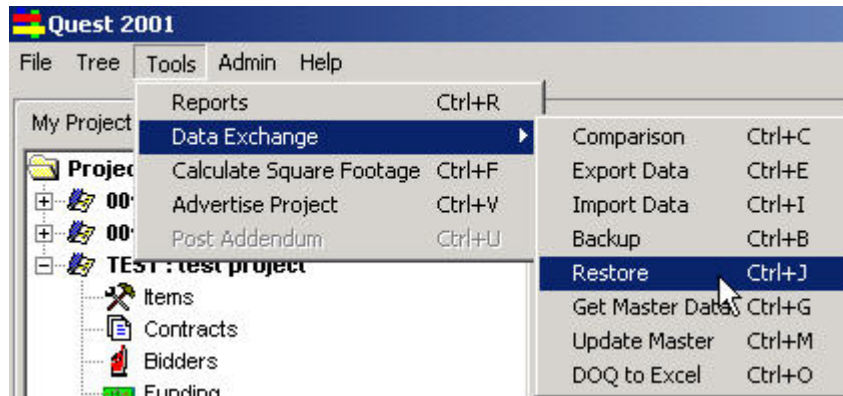 Quest 2001
File Tree Tools Admin Help
Reports Ctrl+R
My Project
Data Exchange
Comparison Ctrl+C
Calculate Square Footage Ctrl+F
Export Data Ctrl+E
Advertise Project Ctrl+V
Import Data Ctrl+I
Post Addendum Ctrl+U
Backup Ctrl+B
TEST : test project
Restore Ctrl+J
Items
Get Master Data Ctrl+G
Contracts
Update Master Ctrl+M
Bidders
DOQ to Excel Ctrl+O
Funding